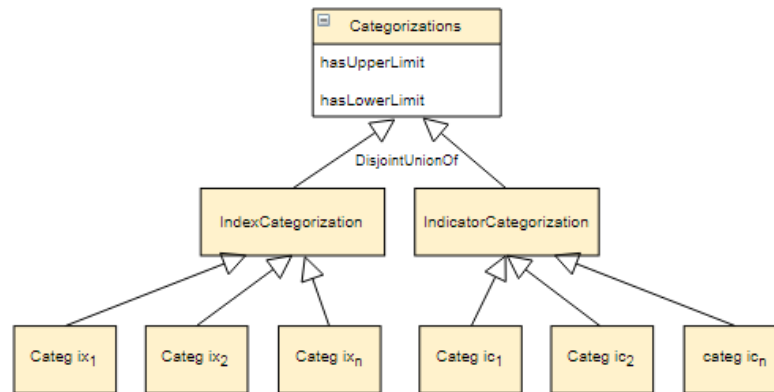 Categorizations
hasUpperLimit
hasLowerLimit
DisjointUnionOf
IndexCategorization
IndicatorCategorization
Categ ix₁
Categ ix₂
Categ ixₙ
Categ ic₁
Categ ic₂
categ icₙ